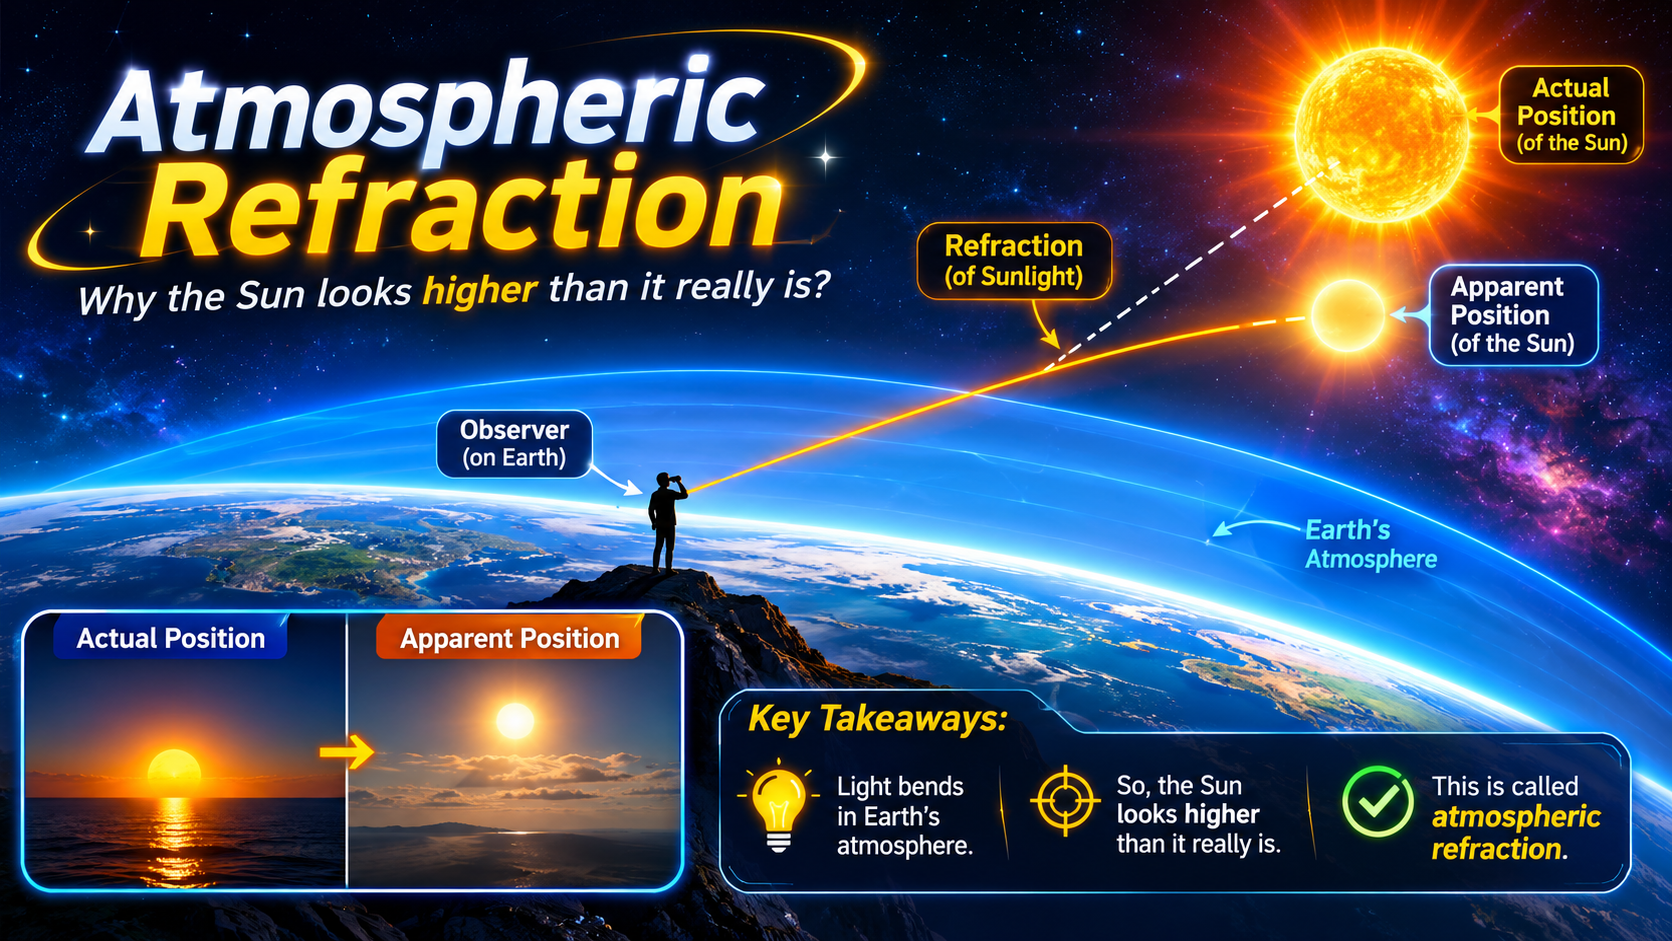 Atmospheric
Refraction
Why the Sun looks higher than it really is?
Actual
Position
(of the Sun)
Refraction
(of Sunlight)
Apparent
Position
(of the Sun)
Observer
(on Earth)
Earth's
Atmosphere
Actual Position
Apparent Position
Key Takeaways:
Light bends
in Earth's
atmosphere.
So, the Sun
looks higher
than it really is.
This is called
atmospheric
refraction.